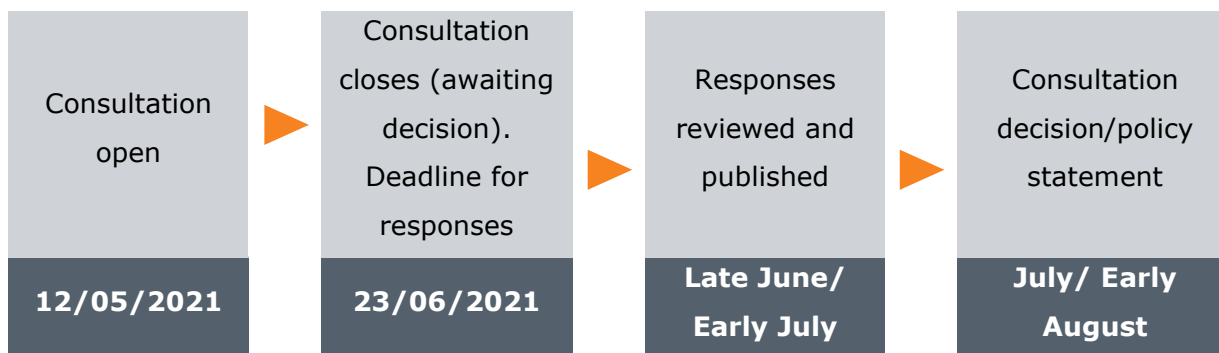 Consultation
open
12/05/2021
Consultation
closes (awaiting
decision).
Deadline for
responses
23/06/2021
Responses
reviewed and
published
Late June/
Early July
Consultation
decision/policy
statement
July/ Early
August